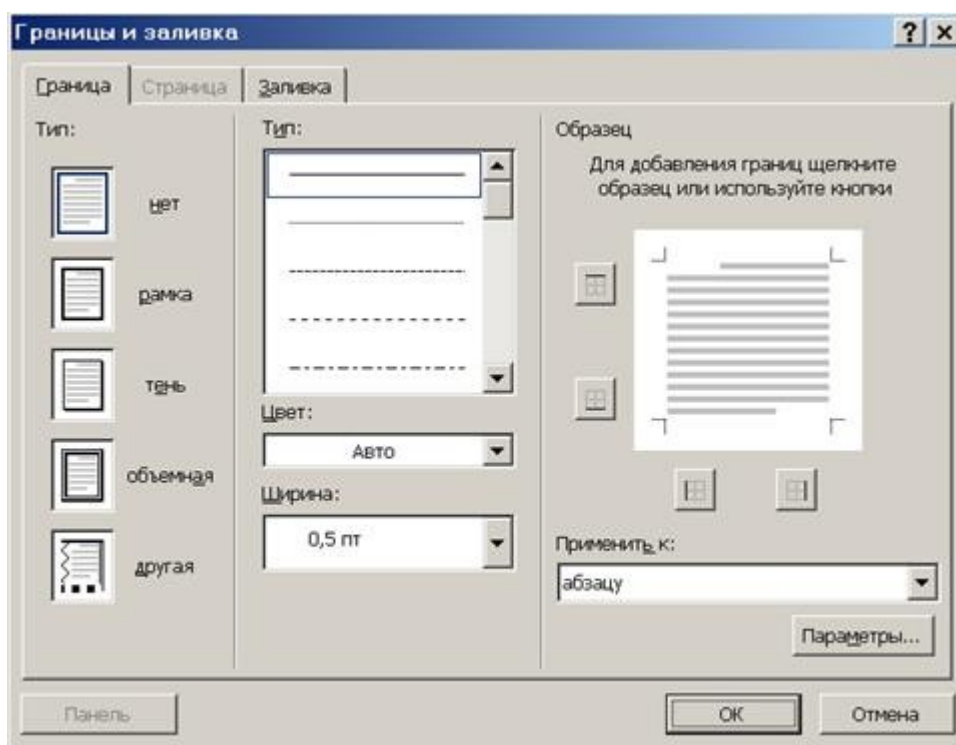 Границы и заливка
Граница
Страница
Заливка
Тип:
нет
рамка
тень
объемная
другая
Тип:
Цвет:
Авто
Ширина:
0,5 пт
Образец
Для добавления границ щелкните
образец или используйте кнопки
Применить к:
абзацу
Параметры...
Панель
ОК
Отмена